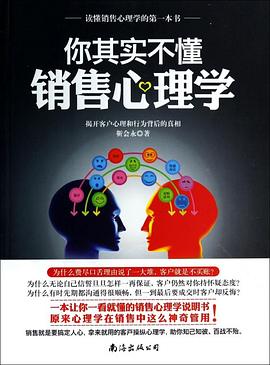 读懂销售心理学的第一本书
你其实不懂
销售心理学
揭开客户心理和行为背后的真相
靳会永◎著
为什么费尽口舌理由说了一大堆，客户就是不买账？
为什么无论自己信誓旦旦怎样一再保证，客户仍然对你持怀疑态度？
为什么有时先期都沟通得很顺畅，但一到最后要成交时客户却反悔？
一本让你一看就懂的销售心理学说明书！
原来心理学在销售中这么神奇管用！
销售就是要搞定人心，拿来就用的客户操纵心理学，助你知己知彼、百战不殆。
南海出版公司